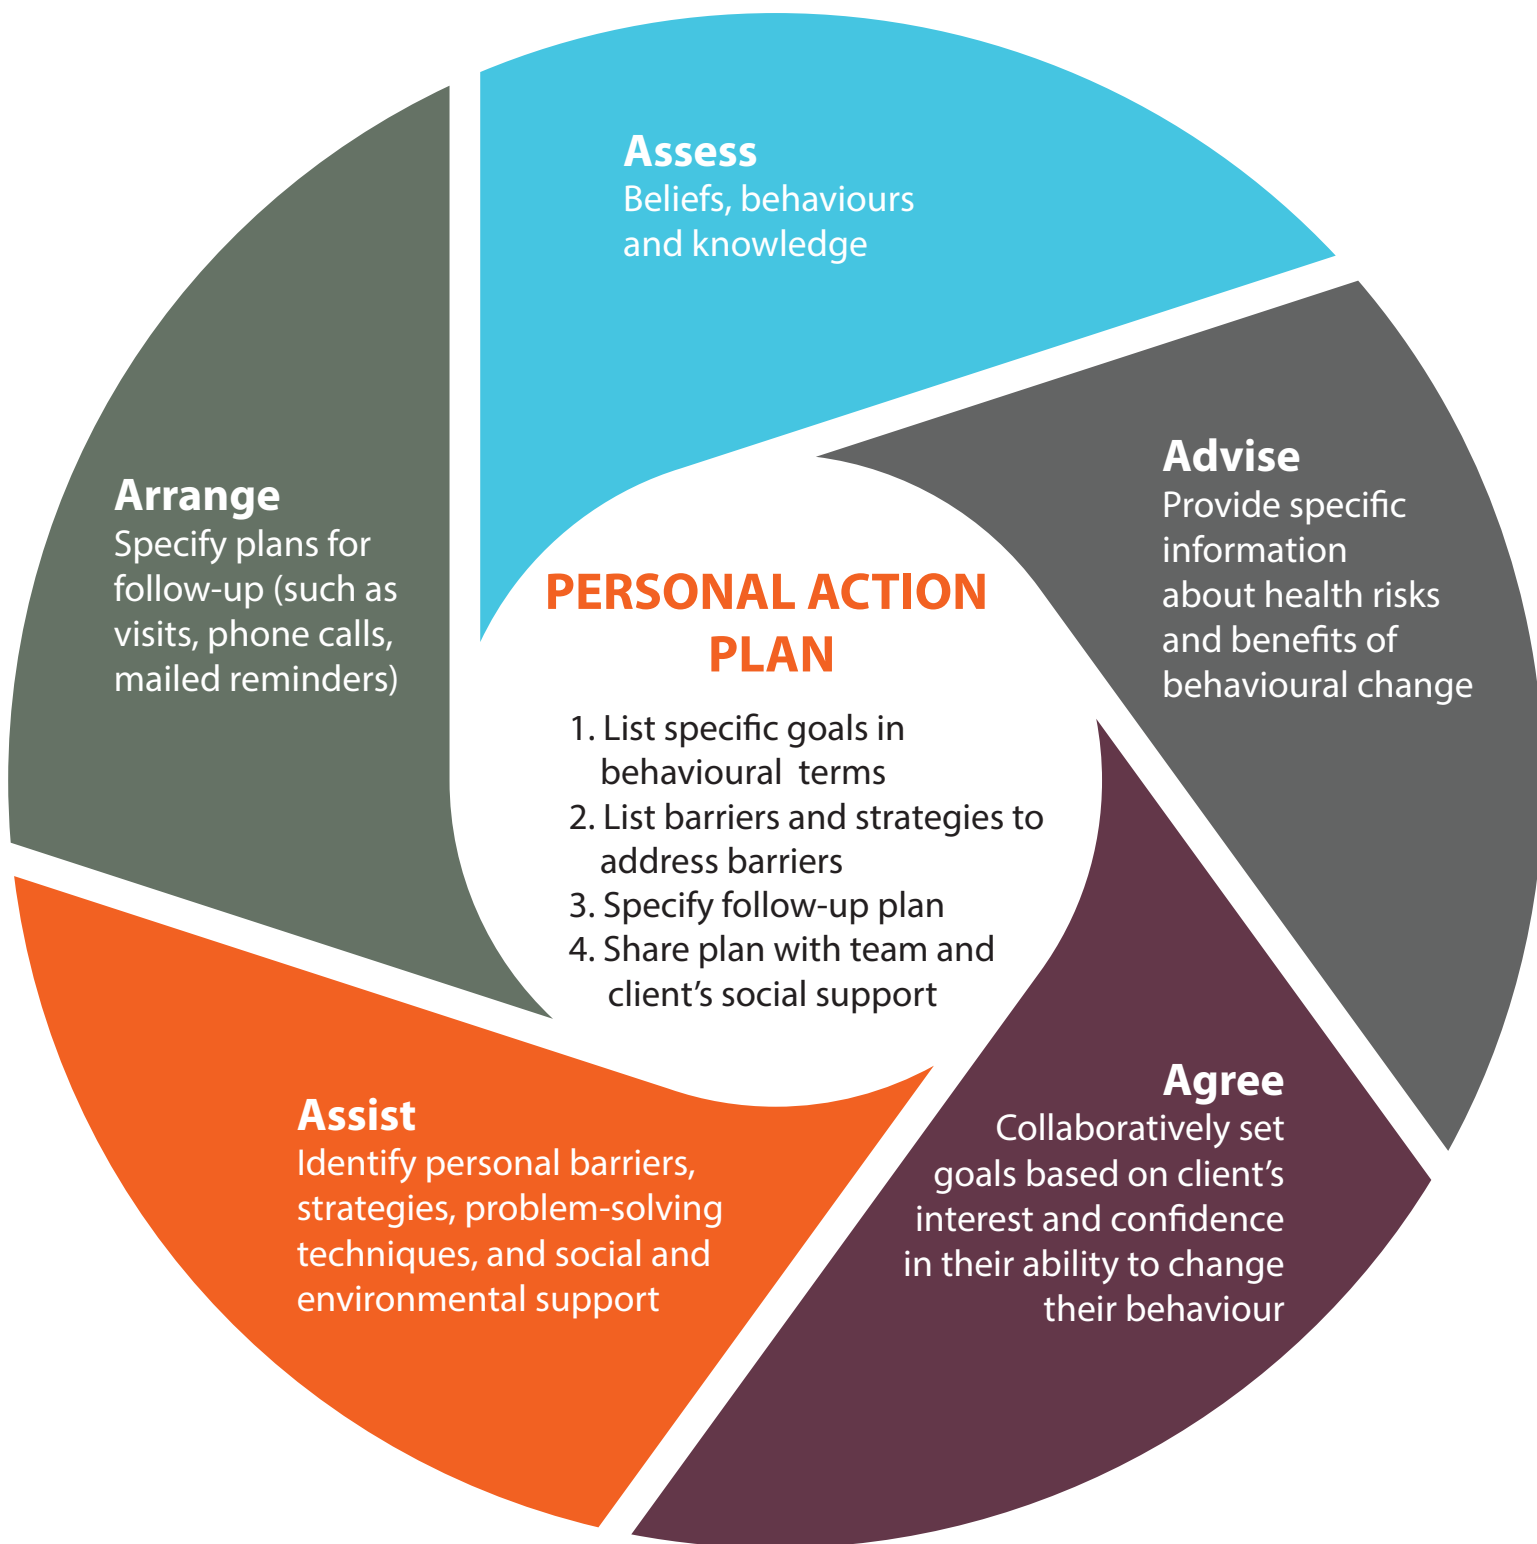 Assess
Beliefs, behaviours
and knowledge
Advise
Provide specific
information
about health risks
and benefits of
behavioural change
Agree
Collaboratively set
goals based on client’s
interest and confidence
in their ability to change
their behaviour
Assist
Identify personal barriers,
strategies, problem-solving
techniques, and social and
environmental support
Arrange
Specify plans for
follow-up (such as
visits, phone calls,
mailed reminders)
PERSONAL ACTION
PLAN
1. List specific goals in
behavioural terms
2. List barriers and strategies to
address barriers
3. Specify follow-up plan
4. Share plan with team and
client’s social support